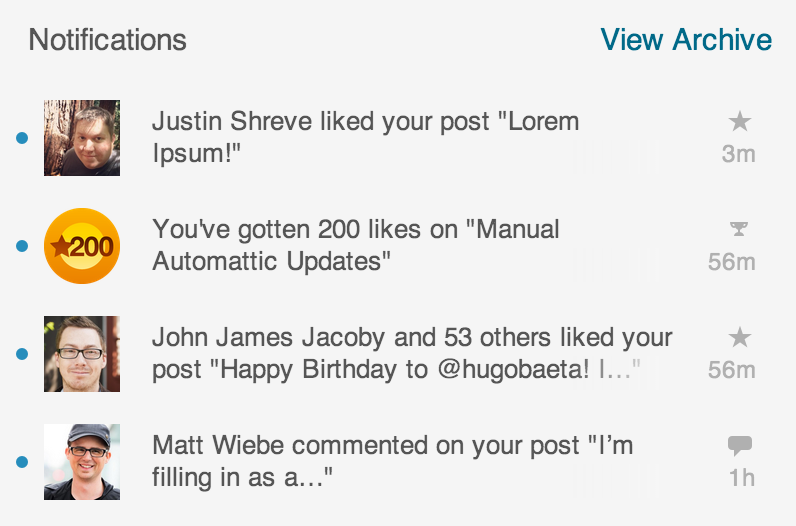 Notifications
View Archive
Justin Shreve liked your post "Lorem
Ipsum!"
3m
200
You've gotten 200 likes on "Manual
Automattic Updates"
56m
John James Jacoby and 53 others liked your
post "Happy Birthday to @hugobaeta! I…"
56m
Matt Wiebe commented on your post "I’m
filling in as a…"
1h